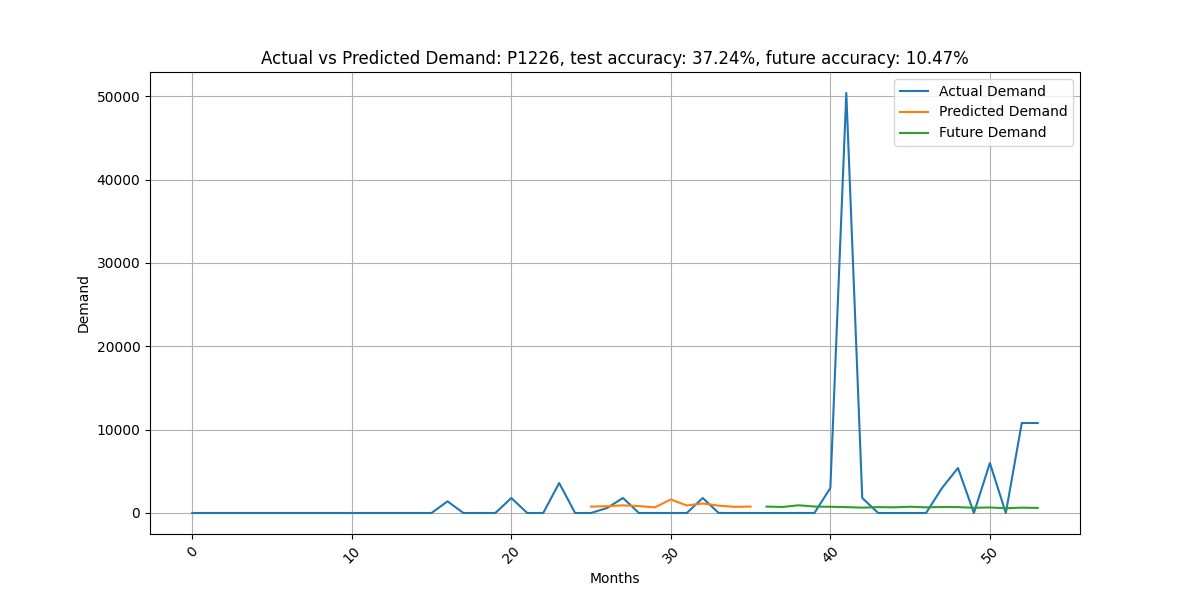 Actual vs Predicted Demand: P1226, test accuracy: 37.24%, future accuracy: 10.47%
Actual Demand
Predicted Demand
Future Demand
50000
40000
30000
20000
10000
0
Demand
0 10 20 30 40 50
Months